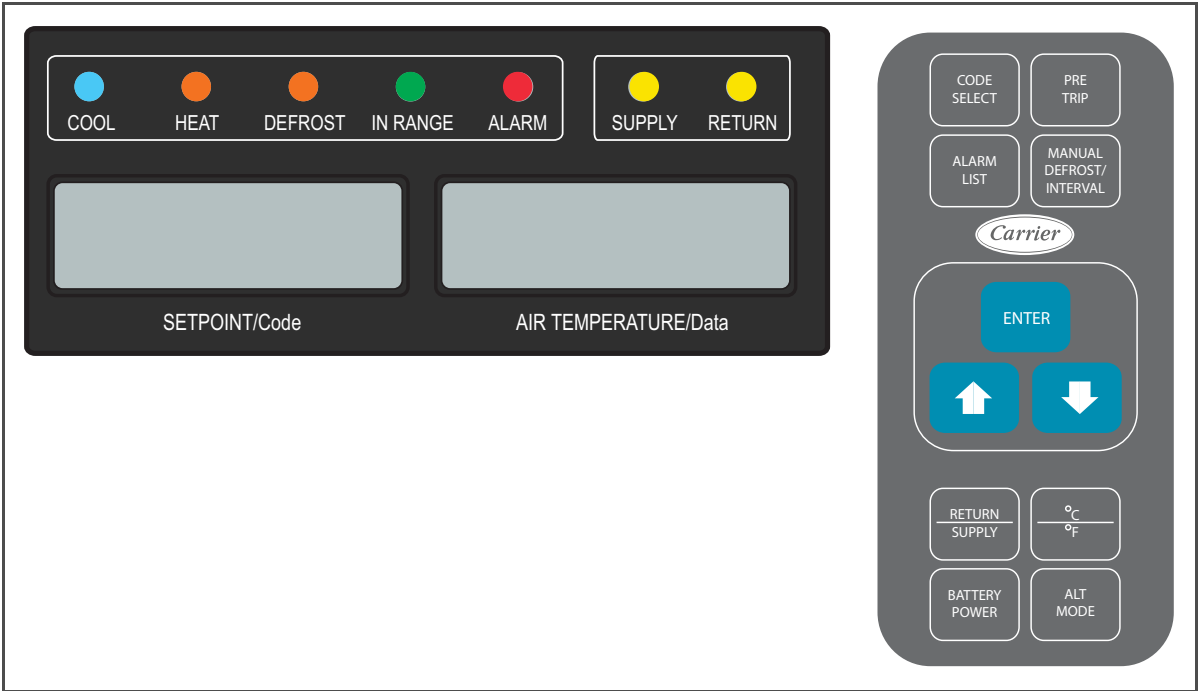 COOL HEAT DEFROST IN RANGE ALARM SUPPLY RETURN
SETPOINT/Code AIR TEMPERATURE/Data
CODE
SELECT
PRE
TRIP
ALARM
LIST
MANUAL
DEFROST/
INTERVAL
Carrier
ENTER
RETURN
SUPPLY
°C
°F
BATTERY
POWER
ALT
MODE